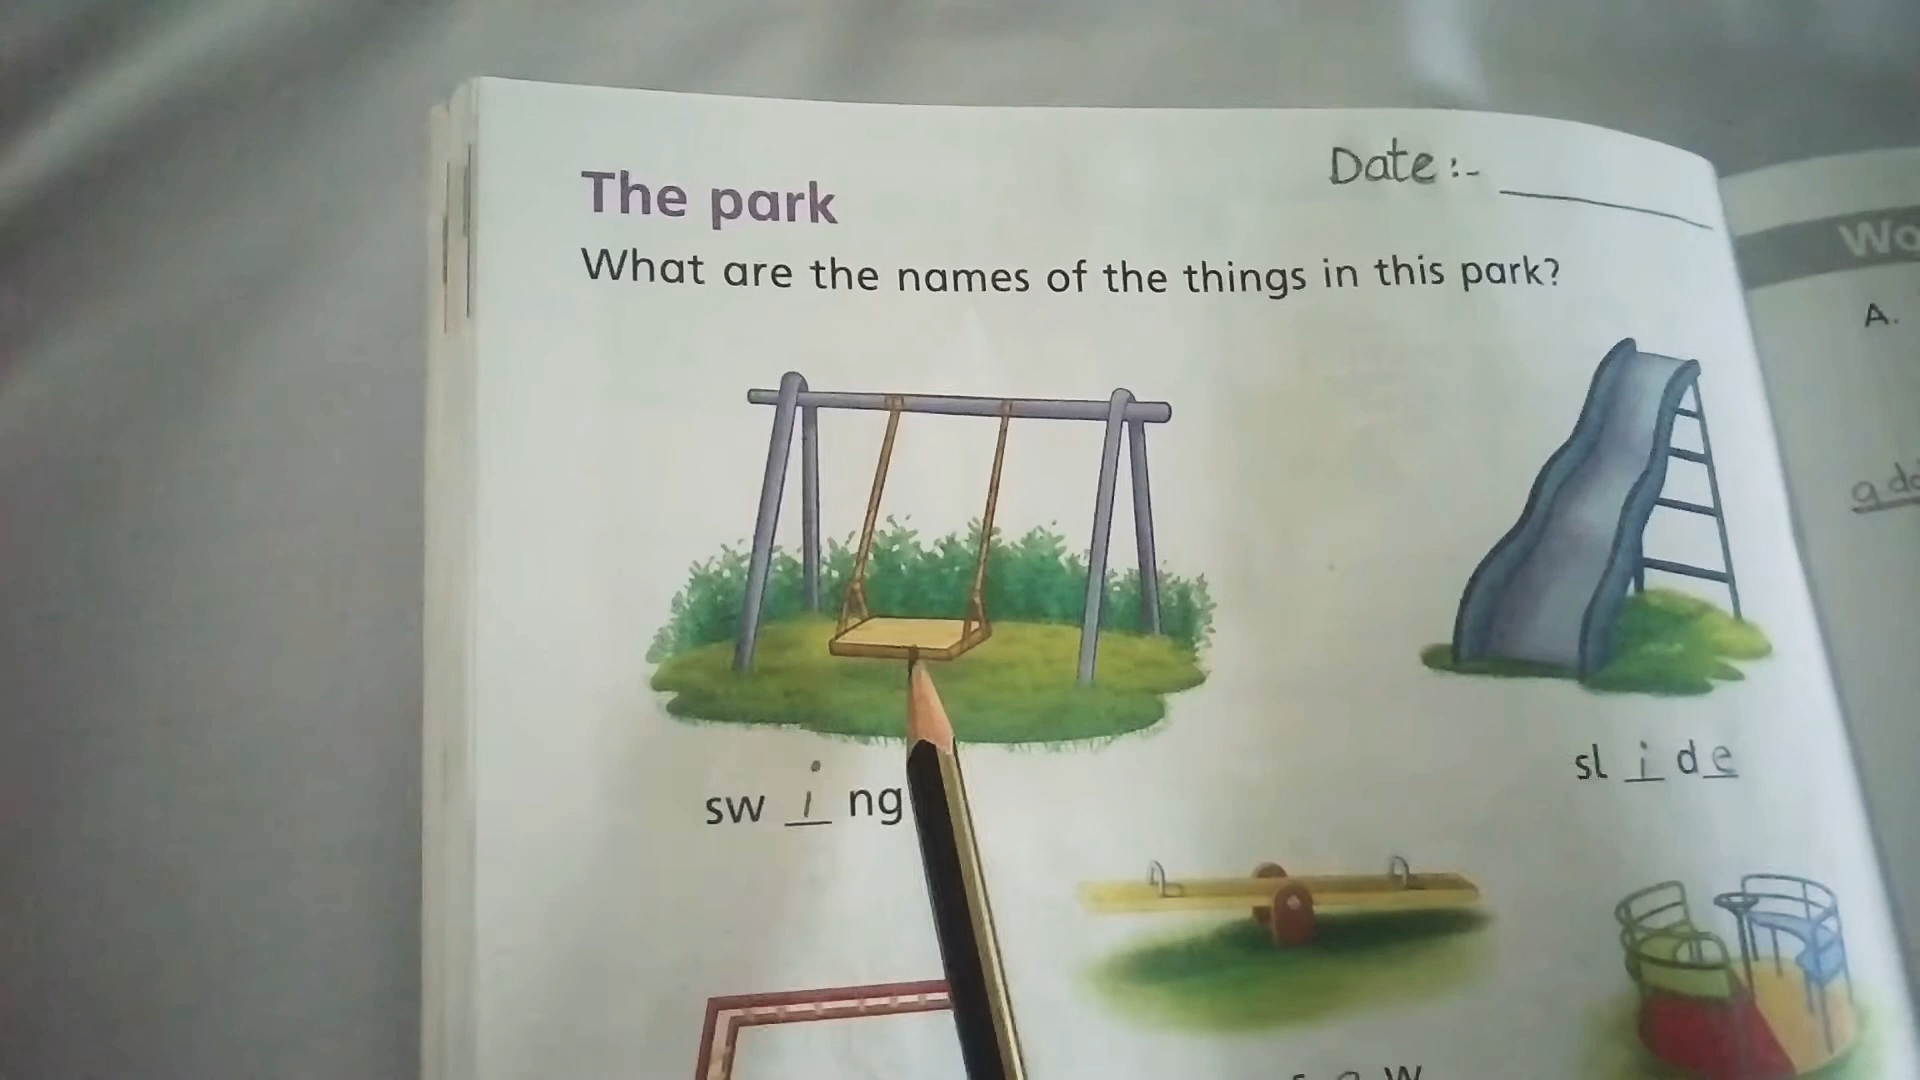 Date :-
The park
What are the names of the things in this park?
Wo
A.
sl i de
sw i ng